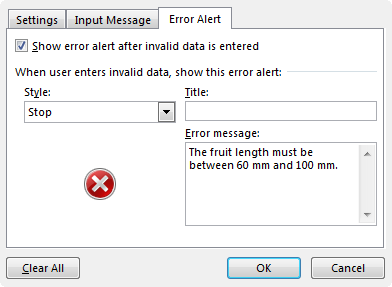 Settings Input Message Error Alert
Show error alert after invalid data is entered
When user enters invalid data, show this error alert:
Style: Title:
Stop
Error message:
The fruit length must be
between 60 mm and 100 mm.
Clear All OK Cancel